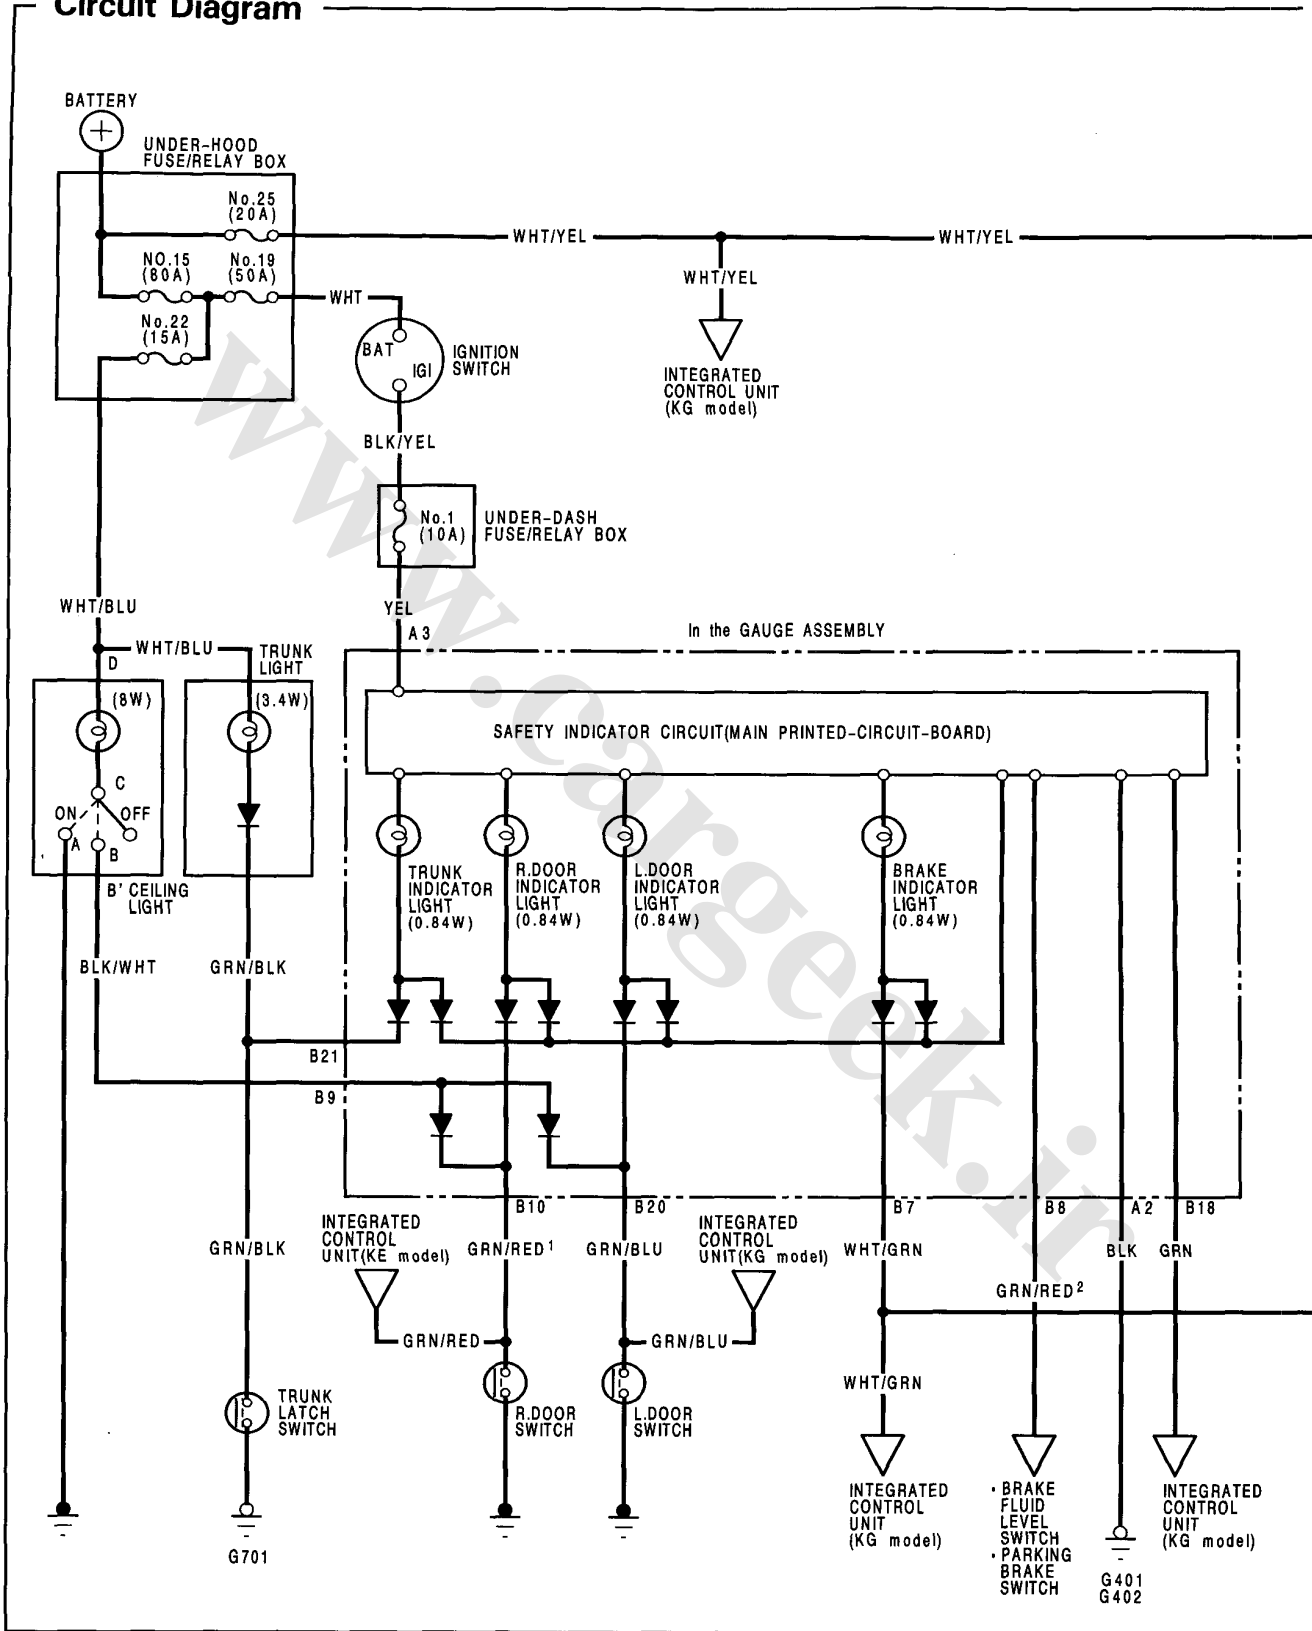 Circuit Diagram
BATTERY
+
UNDER-HOOD
FUSE/RELAY BOX
No.25
(20A)
WHT/YEL
WHT/YEL
NO.15
(80A)
No.19
(50A)
WHT
WHT/YEL
No.22
(15A)
BAT
IG1
IGNITION
SWITCH
INTEGRATED
CONTROL UNIT
(KG model)
BLK/YEL
No.1
(10A)
UNDER-DASH
FUSE/RELAY BOX
WHT/BLU
YEL
A3
In the GAUGE ASSEMBLY
WHT/BLU
D
TRUNK
LIGHT
(8W)
(3.4W)
SAFETY INDICATOR CIRCUIT(MAIN PRINTED-CIRCUIT-BOARD)
C
ON
OFF
A
B
B' CEILING
LIGHT
TRUNK
INDICATOR
LIGHT
(0.84W)
R.DOOR
INDICATOR
LIGHT
(0.84W)
L.DOOR
INDICATOR
LIGHT
(0.84W)
BRAKE
INDICATOR
LIGHT
(0.84W)
BLK/WHT
GRN/BLK
B21
B9
B10
B20
B7
B8
A2
B18
INTEGRATED
CONTROL
UNIT(KE model)
INTEGRATED
CONTROL
UNIT(KG model)
GRN/BLK
GRN/RED¹
GRN/BLU
WHT/GRN
BLK
GRN
GRN/RED²
GRN/RED
GRN/BLU
WHT/GRN
TRUNK
LATCH
SWITCH
R.DOOR
SWITCH
L.DOOR
SWITCH
INTEGRATED
CONTROL
UNIT
(KG model)
· BRAKE
FLUID
LEVEL
SWITCH
· PARKING
BRAKE
SWITCH
INTEGRATED
CONTROL
UNIT
(KG model)
G701
G401
G402
www.cargeek.ir